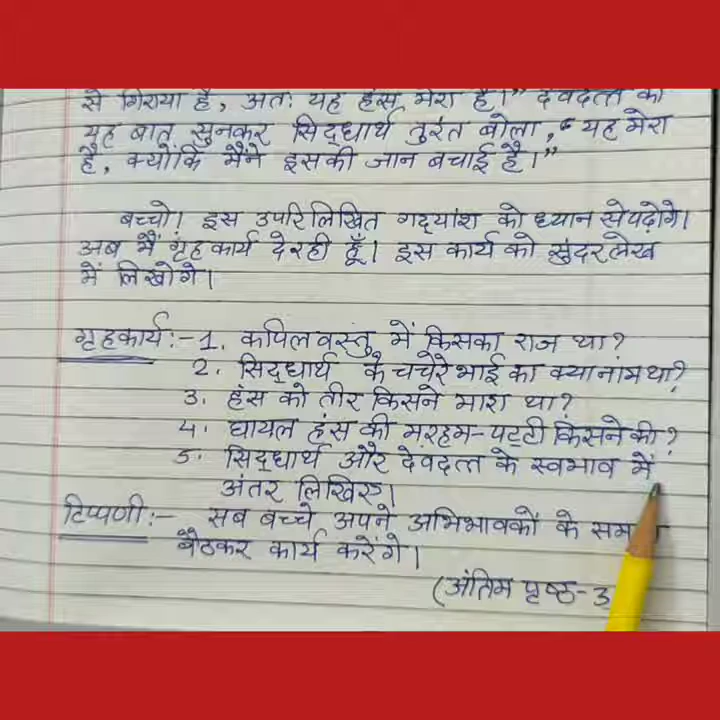 से गिराया है, अतः यह हंस मेरा है।" देवदत्त की
यह बात सुनकर सिद्धार्थ तुरंत बोला, "यह मेरा
है, क्योंकि मैंने इसकी जान बचाई है।"
बच्चो। इस उपरिलिखित गद्यांश को ध्यान से पढ़ोगे।
अब मैं गृहकार्य दे रही हूँ। इस कार्य को सुंदर लेख
में लिखोगे।
गृहकार्य:- 1. कपिलवस्तु में किसका राज था?
2. सिद्धार्थ के चचेरे भाई का क्या नाम था?
3. हंस को तीर किसने मारा था?
4. घायल हंस की मरहम-पट्टी किसने की?
5. सिद्धार्थ और देवदत्त के स्वभाव में
अंतर लिखिए।
टिप्पणी:- सब बच्चे अपने अभिभावकों के
बैठकर कार्य करेंगे।
(अंतिम पृष्ठ-3